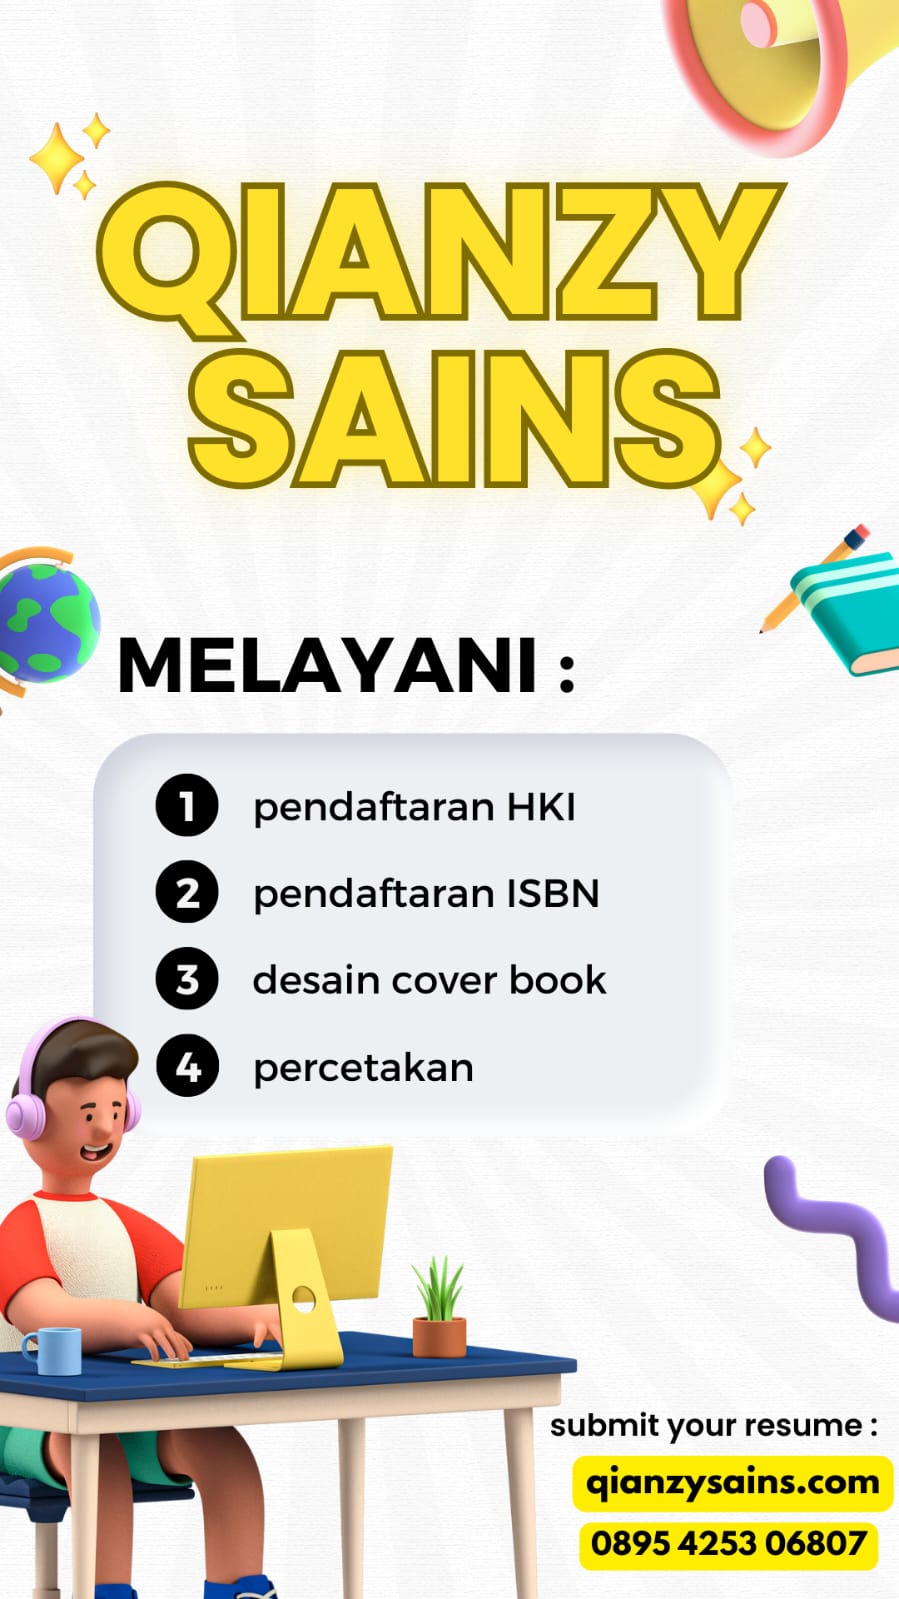 QIANZY
SAINS
MELAYANI :
1 pendaftaran HKI
2 pendaftaran ISBN
3 desain cover book
4 percetakan
submit your resume :
qianzysains.com
0895 4253 06807